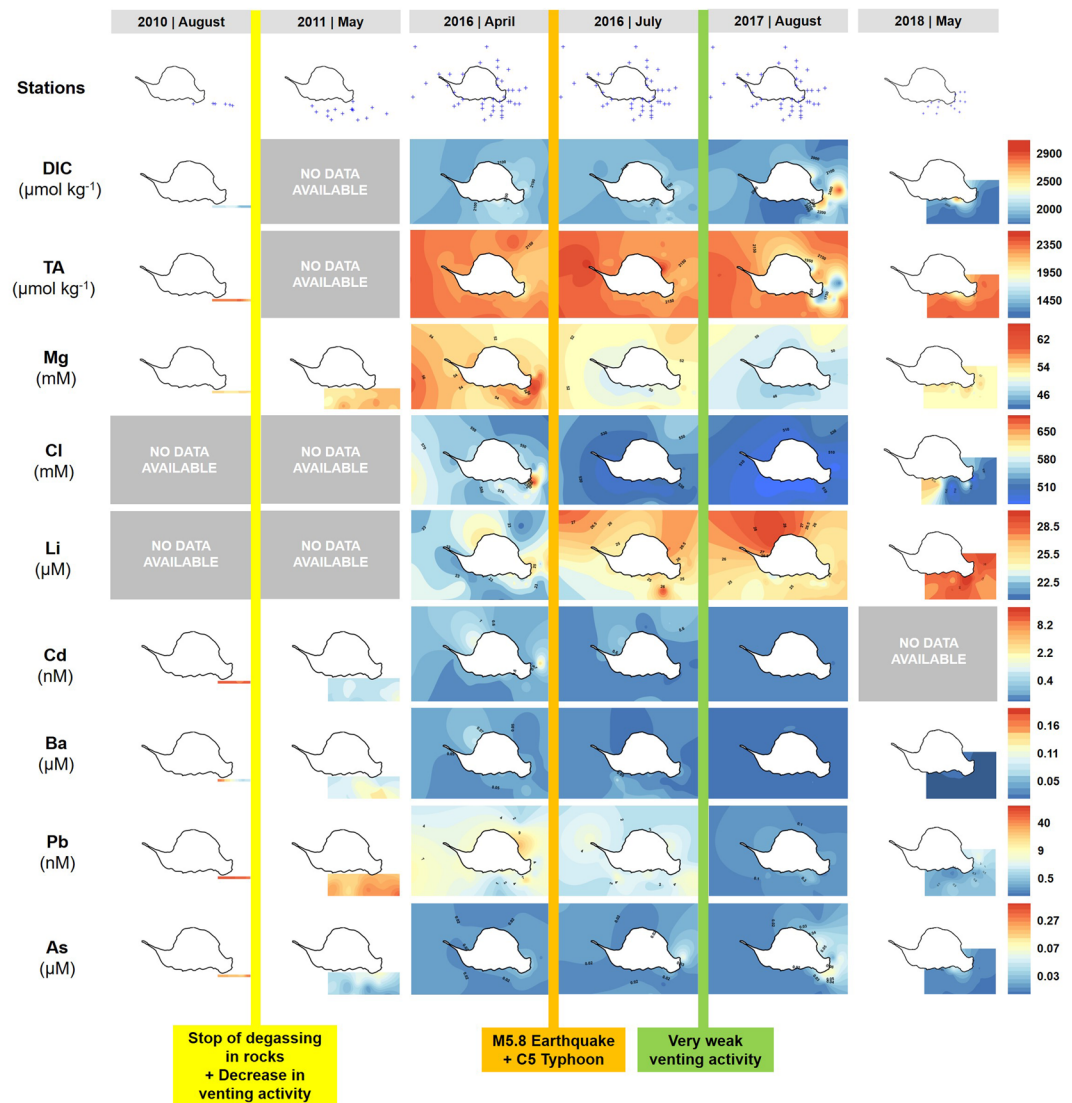 2010 | August
2011 | May
2016 | April
2016 | July
2017 | August
2018 | May
Stations
DIC
(µmol kg-1)
NO DATA
AVAILABLE
2900
2500
2000
TA
(µmol kg-1)
NO DATA
AVAILABLE
2350
1950
1450
Mg
(mM)
62
54
46
Cl
(mM)
NO DATA
AVAILABLE
NO DATA
AVAILABLE
650
580
510
Li
(µM)
NO DATA
AVAILABLE
NO DATA
AVAILABLE
28.5
25.5
22.5
Cd
(nM)
NO DATA
AVAILABLE
8.2
2.2
0.4
Ba
(µM)
0.16
0.11
0.05
Pb
(nM)
40
9
0.5
As
(µM)
0.27
0.07
0.03
Stop of degassing
in rocks
+ Decrease in
venting activity
M5.8 Earthquake
+ C5 Typhoon
Very weak
venting activity